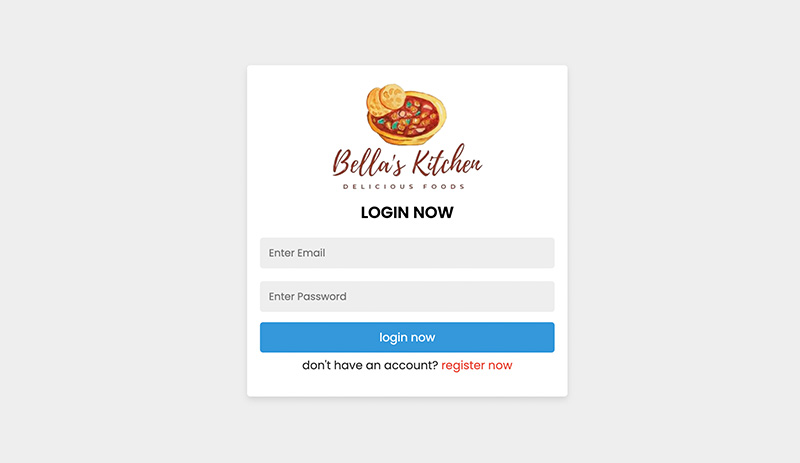 Bella's Kitchen
DELICIOUS FOODS
LOGIN NOW
Enter Email
Enter Password
login now
don't have an account? register now